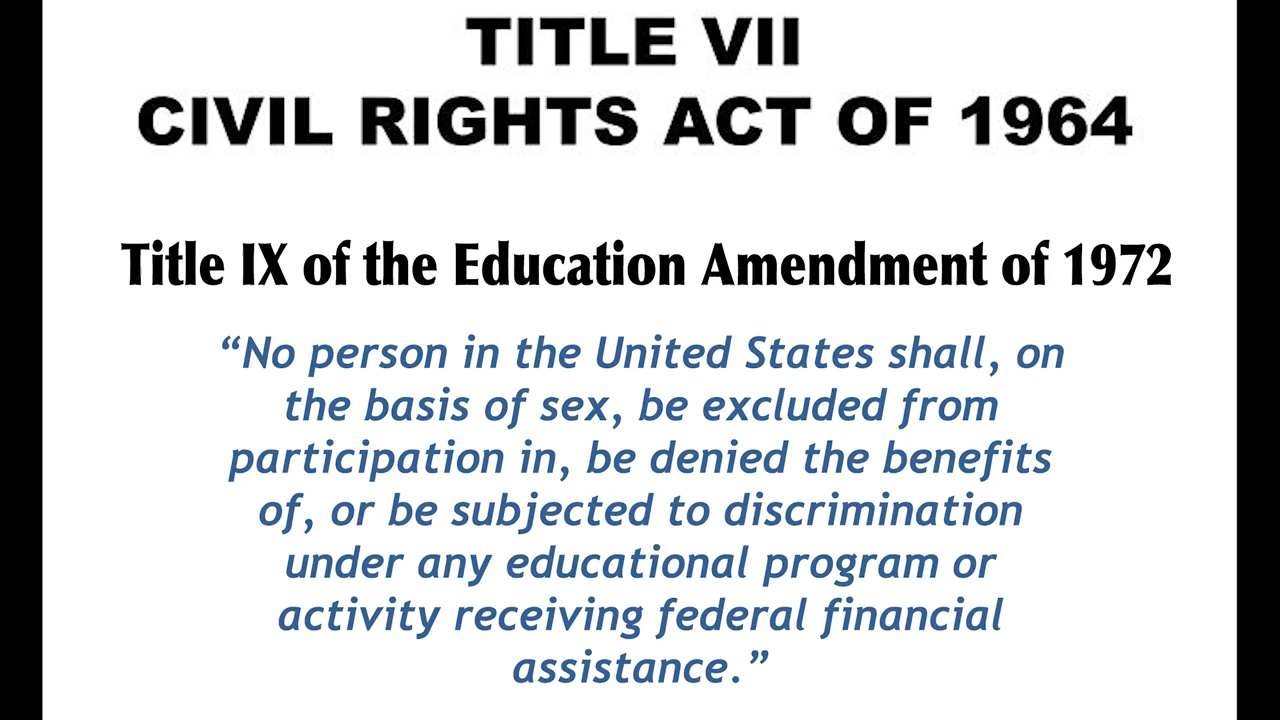 TITLE VII
CIVIL RIGHTS ACT OF 1964
Title IX of the Education Amendment of 1972
“No person in the United States shall, on
the basis of sex, be excluded from
participation in, be denied the benefits
of, or be subjected to discrimination
under any educational program or
activity receiving federal financial
assistance.”